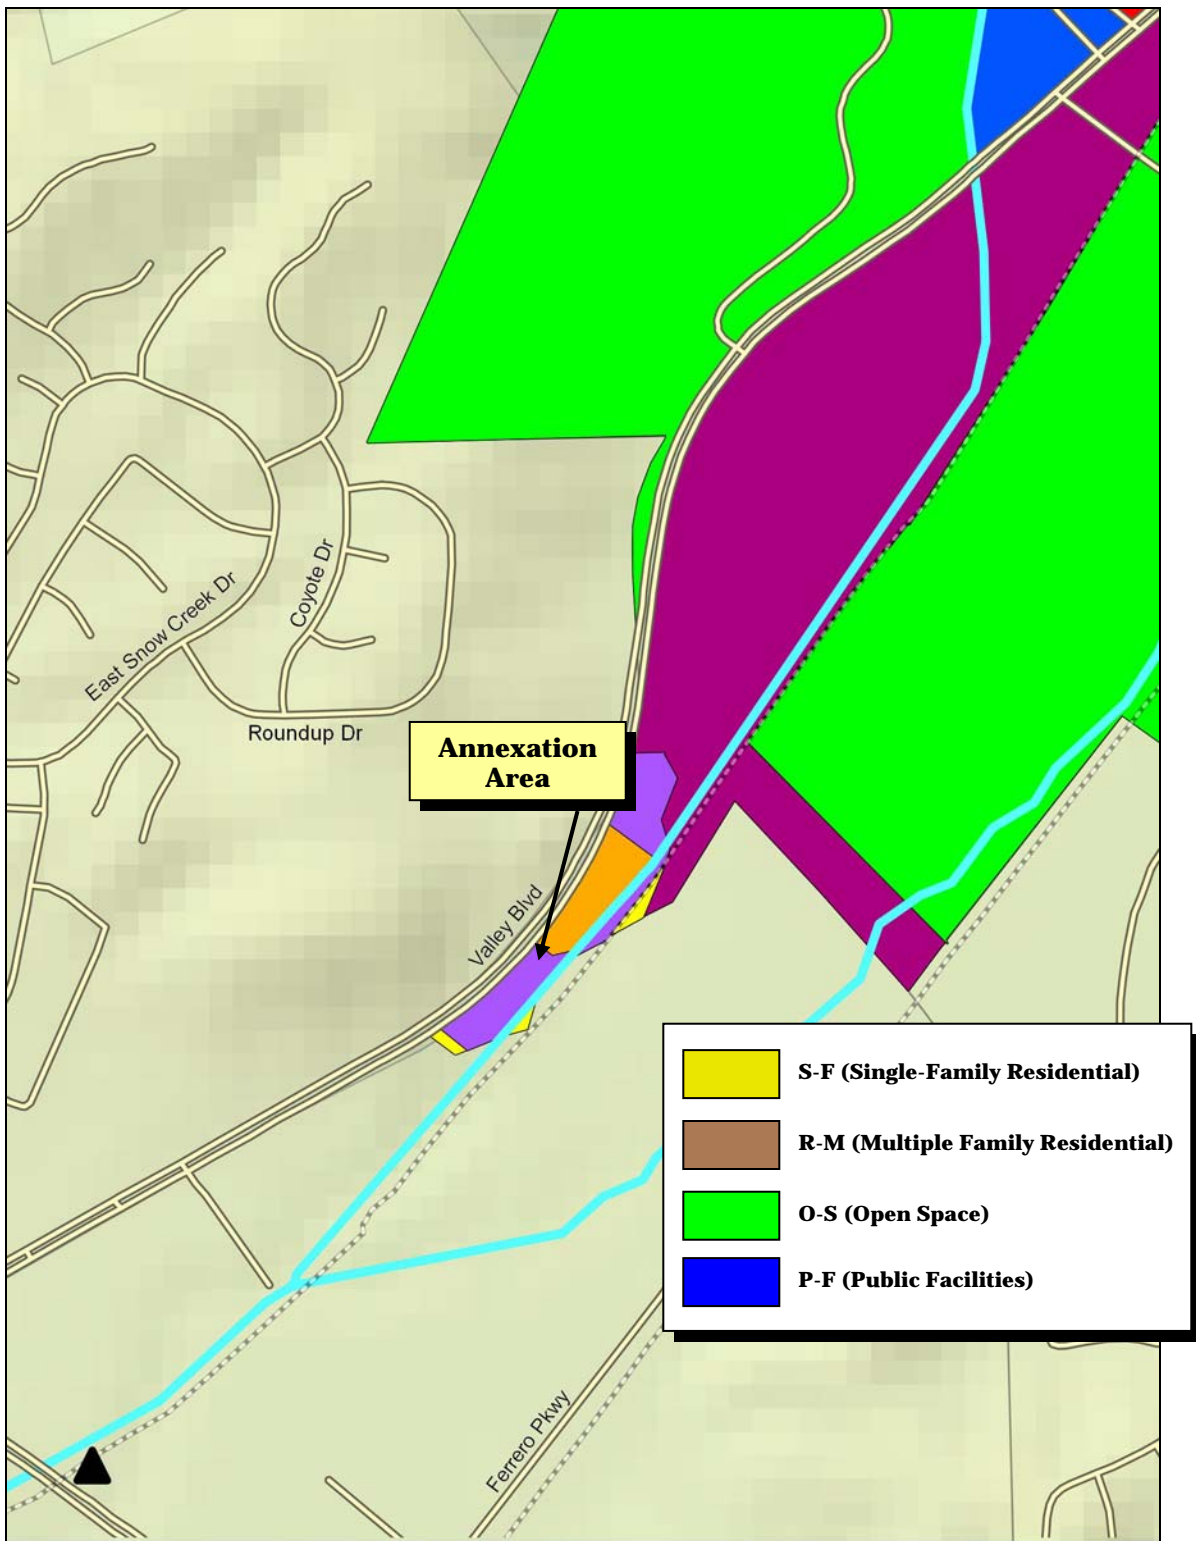 East Snow Creek Dr
Coyote Dr
Roundup Dr
Annexation
Area
Valley Blvd
S-F (Single-Family Residential)
R-M (Multiple Family Residential)
O-S (Open Space)
P-F (Public Facilities)
Ferrero Pkwy